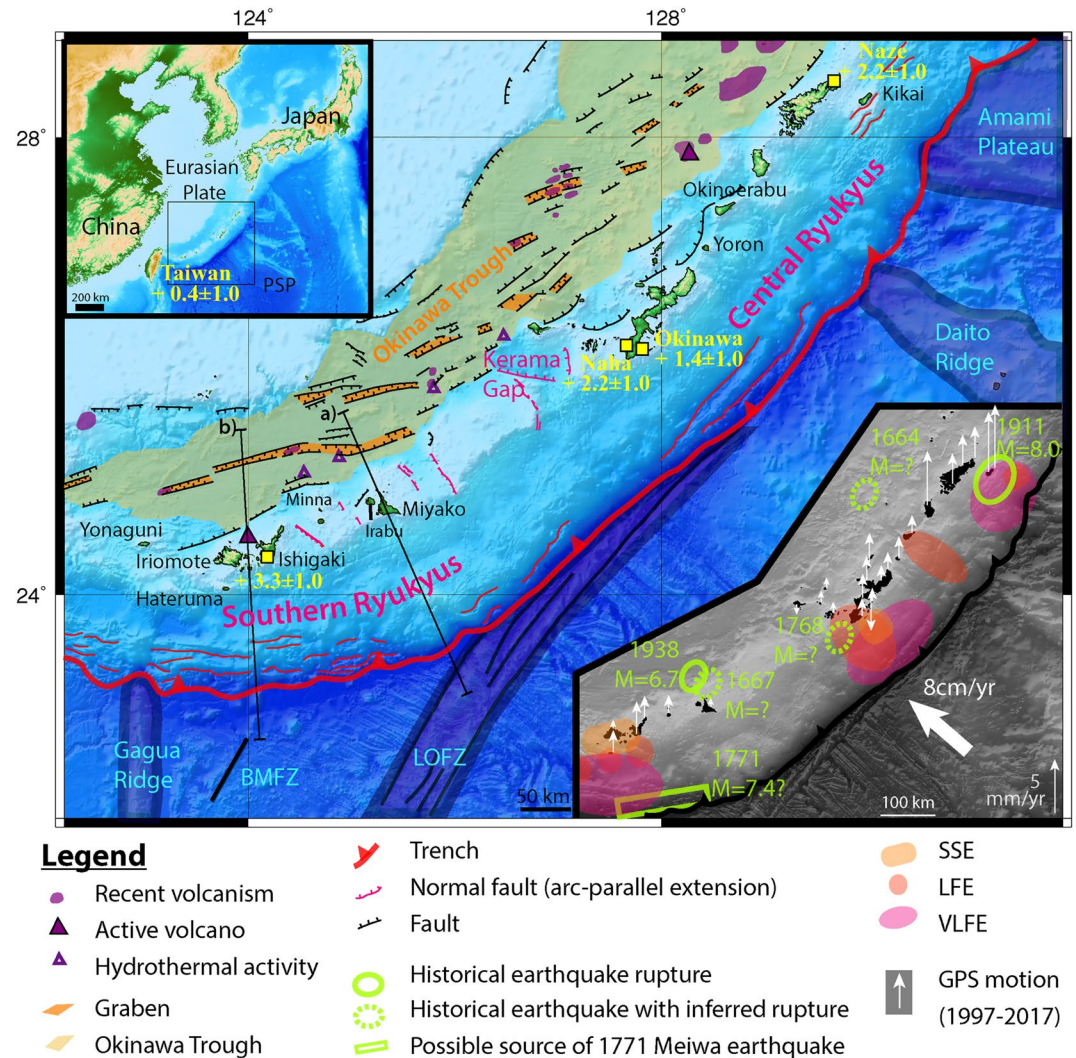 124°
128°
28°
24°
Japan
Eurasian
Plate
China
Taiwan
+ 0.4±1.0
PSP
200 km
Naze
+ 2.2±1.0
Kikai
Amami
Plateau
Okinoerabu
Yoron
Central Ryukyus
Okinawa Trough
Daito
Ridge
Okinawa
+ 1.4±1.0
Naha
+ 2.2±1.0
Kerama
Gap
b)
a)
Minna
Miyako
Irabu
Yonaguni
Iriomote
Ishigaki
+ 3.3±1.0
Hateruma
Southern Ryukyus
Gagua
Ridge
BMFZ
LOFZ
50 km
1664
M=?
1911
M=8.0
1768
M=?
1938
M=6.7
1667
M=?
1771
M=7.4?
8cm/yr
100 km
5
mm/yr
Legend
Recent volcanism
Active volcano
Hydrothermal activity
Graben
Okinawa Trough
Trench
Normal fault (arc-parallel extension)
Fault
Historical earthquake rupture
Historical earthquake with inferred rupture
Possible source of 1771 Meiwa earthquake
SSE
LFE
VLFE
GPS motion
(1997-2017)